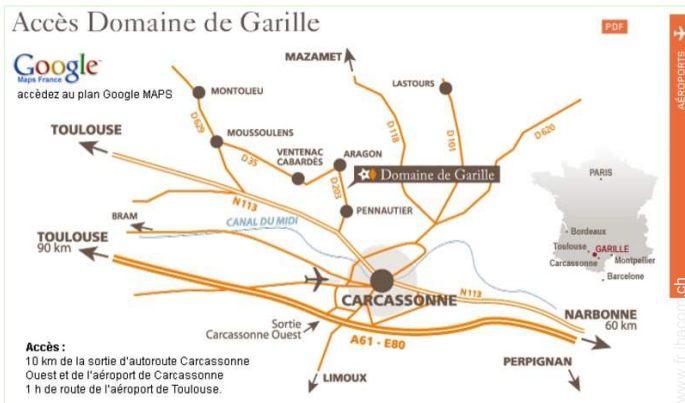 Accès Domaine de Garille
PDF
AÉROPORTS
Google
Maps France
accèdez au plan Google MAPS
MAZAMET
LASTOURS
MONTOLIEU
D629
D118
D101
D620
TOULOUSE
MOUSSOULENS
D35
VENTENAC
CABARDÈS
ARAGON
D203
Domaine de Garille
PARIS
N113
PENNAUTIER
BRAM
CANAL DU MIDI
Bordeaux
TOULOUSE
90 km
Toulouse
GARILLE
Carcassonne
Montpellier
Barcelone
CARCASSONNE
N113
NARBONNE
60 km
Sortie
Carcassonne Ouest
A61 - E80
Accès :
10 km de la sortie d'autoroute Carcassonne
Ouest et de l'aéroport de Carcassonne
1 h de route de l'aéroport de Toulouse.
LIMOUX
PERPIGNAN
www.fr.ihacom.ch